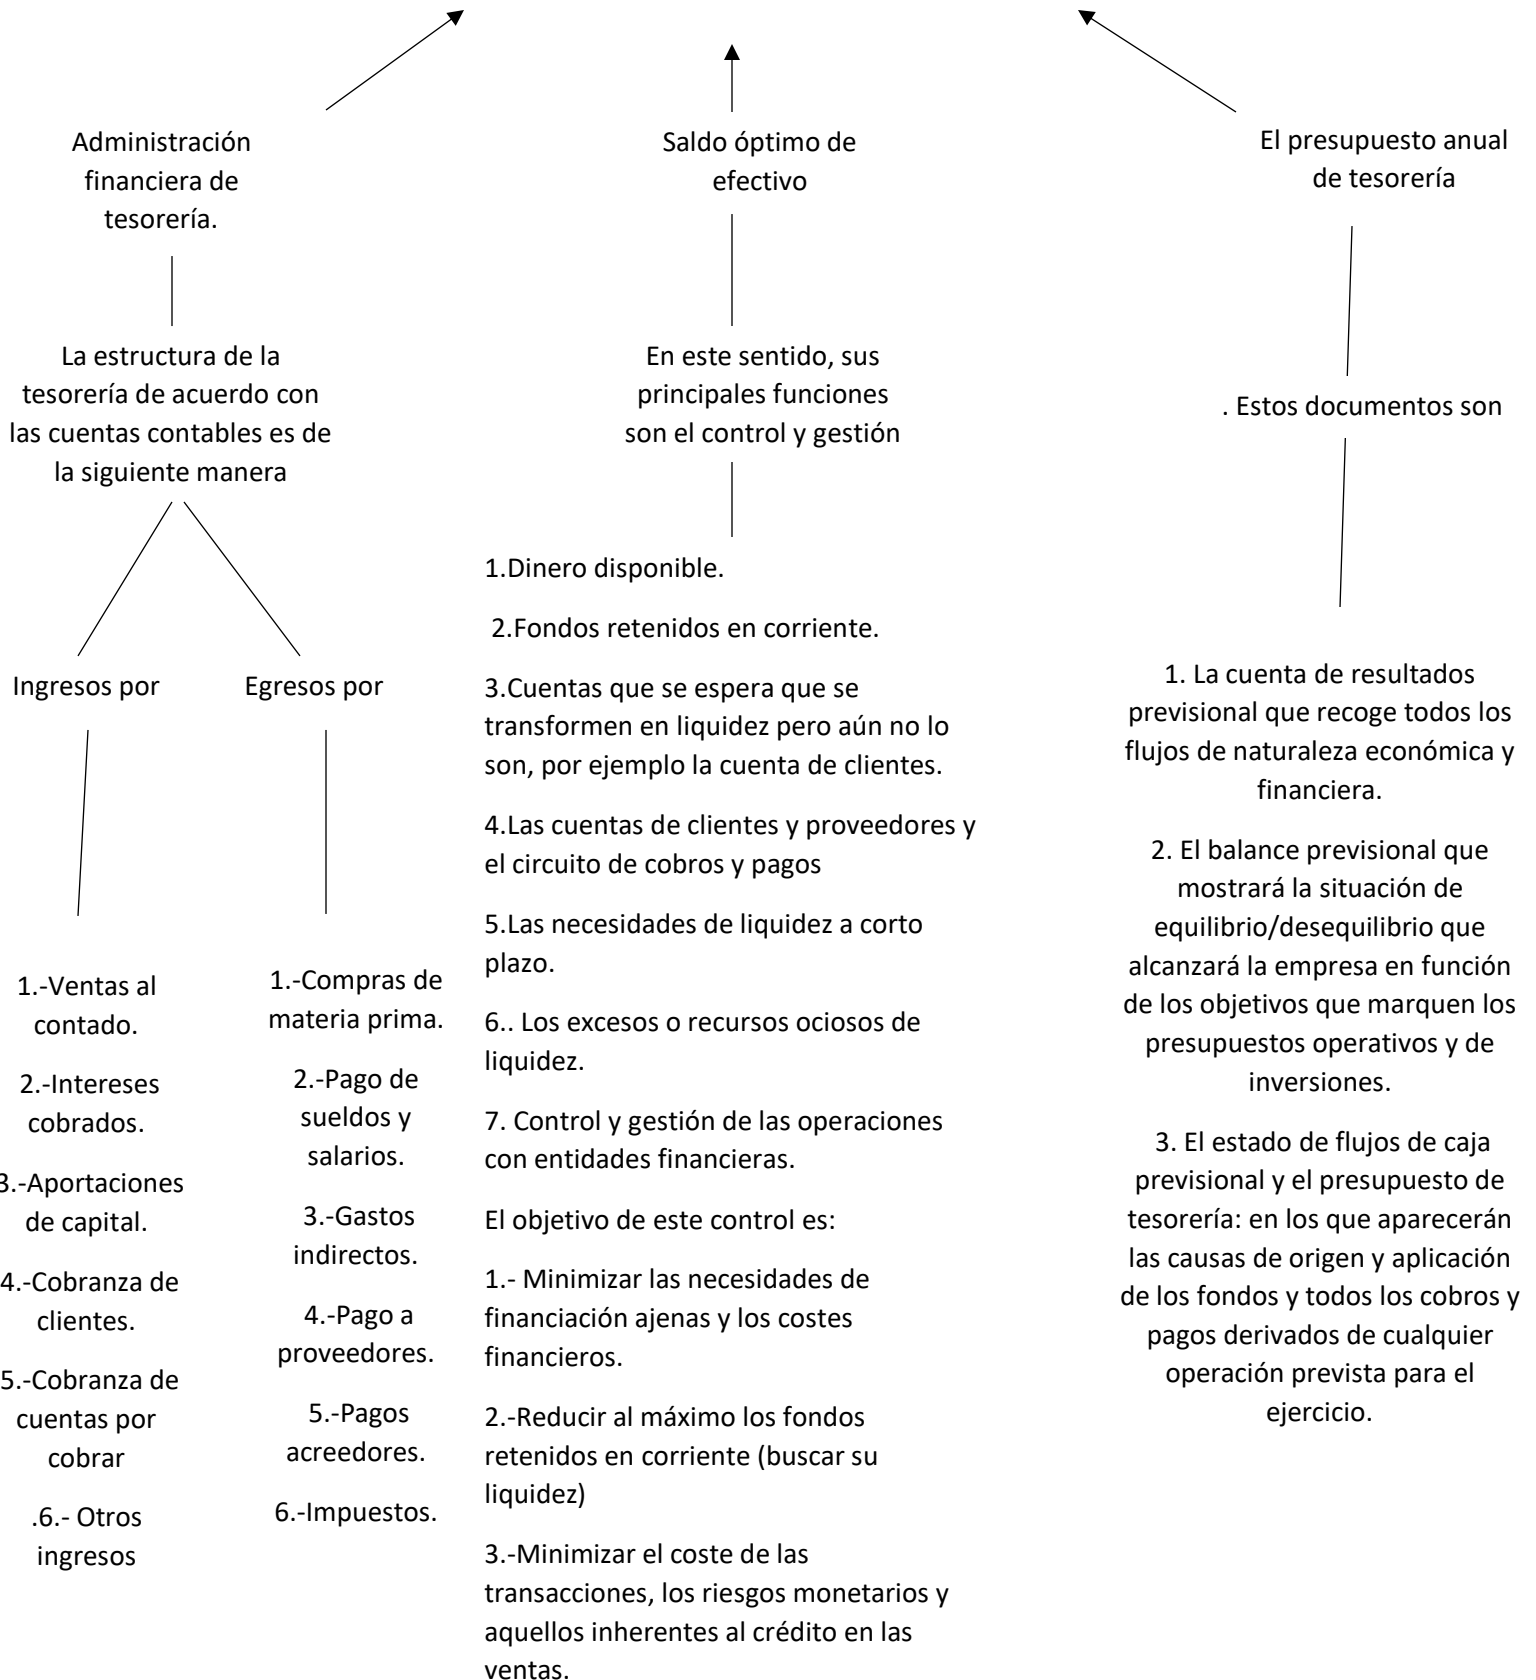 Administración
financiera de
tesorería.
La estructura de la
tesorería de acuerdo con
las cuentas contables es de
la siguiente manera
Ingresos por
1.-Ventas al
contado.
2.-Intereses
cobrados.
3.-Aportaciones
de capital.
4.-Cobranza de
clientes.
5.-Cobranza de
cuentas por
cobrar
.6.- Otros
ingresos
Egresos por
1.-Compras de
materia prima.
2.-Pago de
sueldos y
salarios.
3.-Gastos
indirectos.
4.-Pago a
proveedores.
5.-Pagos
acreedores.
6.-Impuestos.
Saldo óptimo de
efectivo
En este sentido, sus
principales funciones
son el control y gestión
1.Dinero disponible.
2.Fondos retenidos en corriente.
3.Cuentas que se espera que se
transformen en liquidez pero aún no lo
son, por ejemplo la cuenta de clientes.
4.Las cuentas de clientes y proveedores y
el circuito de cobros y pagos
5.Las necesidades de liquidez a corto
plazo.
6.. Los excesos o recursos ociosos de
liquidez.
7. Control y gestión de las operaciones
con entidades financieras.
El objetivo de este control es:
1.- Minimizar las necesidades de
financiación ajenas y los costes
financieros.
2.-Reducir al máximo los fondos
retenidos en corriente (buscar su
liquidez)
3.-Minimizar el coste de las
transacciones, los riesgos monetarios y
aquellos inherentes al crédito en las
ventas.
El presupuesto anual
de tesorería
. Estos documentos son
1. La cuenta de resultados
previsional que recoge todos los
flujos de naturaleza económica y
financiera.
2. El balance previsional que
mostrará la situación de
equilibrio/desequilibrio que
alcanzará la empresa en función
de los objetivos que marquen los
presupuestos operativos y de
inversiones.
3. El estado de flujos de caja
previsional y el presupuesto de
tesorería: en los que aparecerán
las causas de origen y aplicación
de los fondos y todos los cobros y
pagos derivados de cualquier
operación prevista para el
ejercicio.